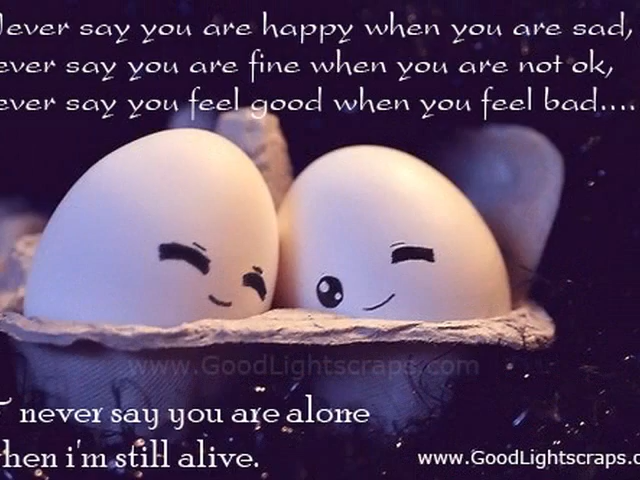 Never say you are happy when you are sad,
ever say you are fine when you are not ok,
ever say you feel good when you feel bad....
www.GoodLightscraps.com
never say you are alone
hen i'm still alive.
www.GoodLightscraps.c